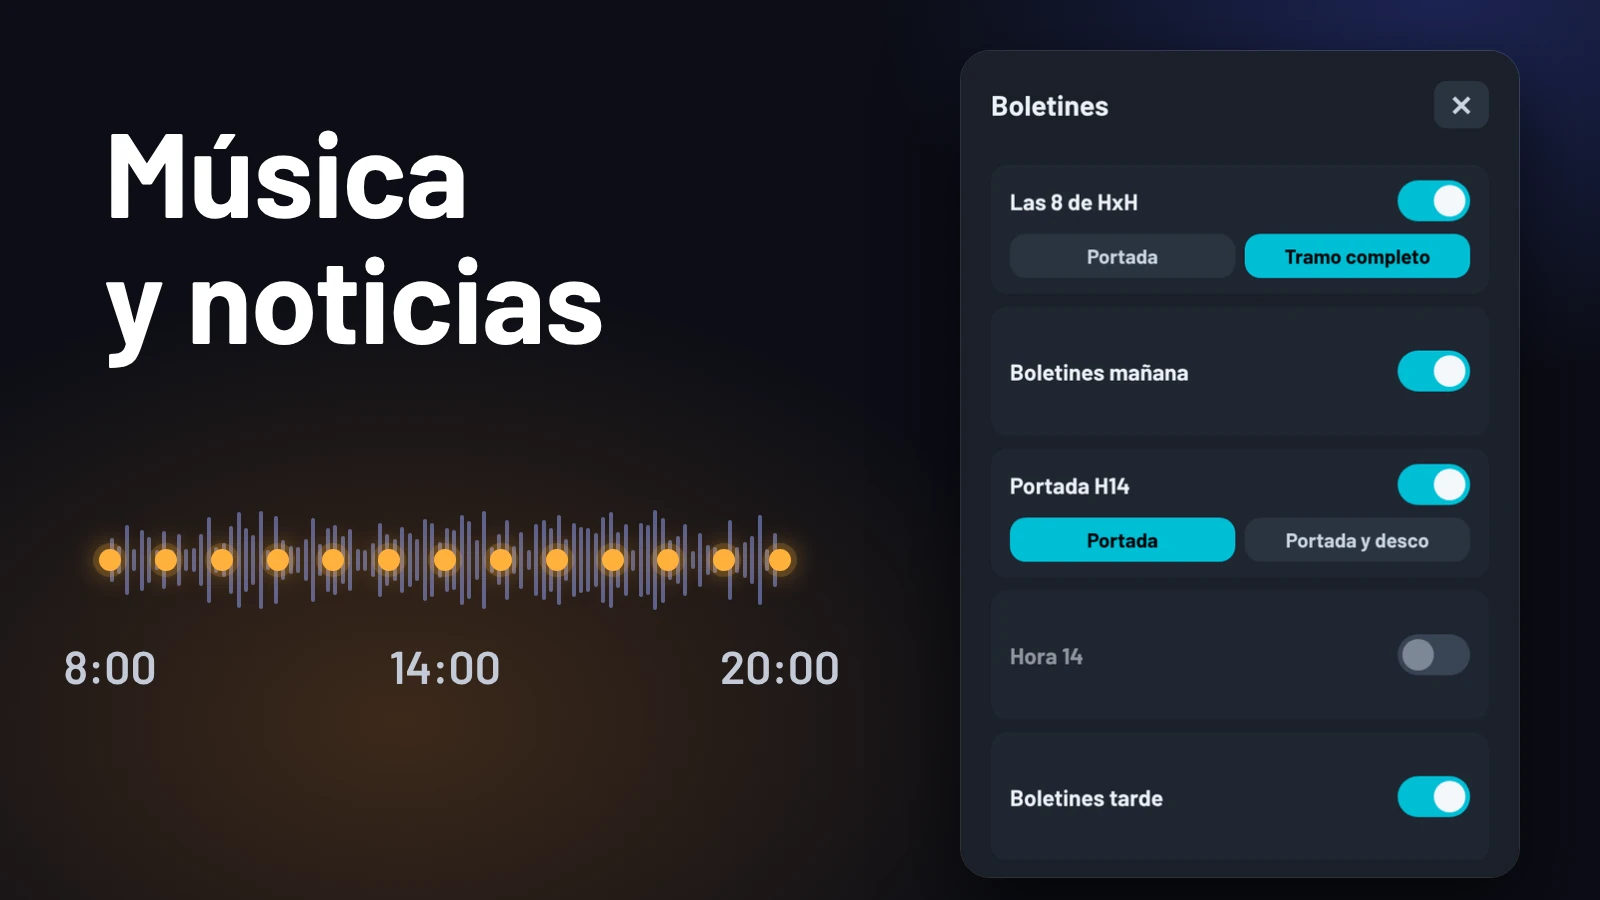 Música
y noticias
8:00
14:00
20:00
Boletines
Las 8 de HxH
Portada
Tramo completo
Boletines mañana
Portada H14
Portada
Portada y desco
Hora 14
Boletines tarde